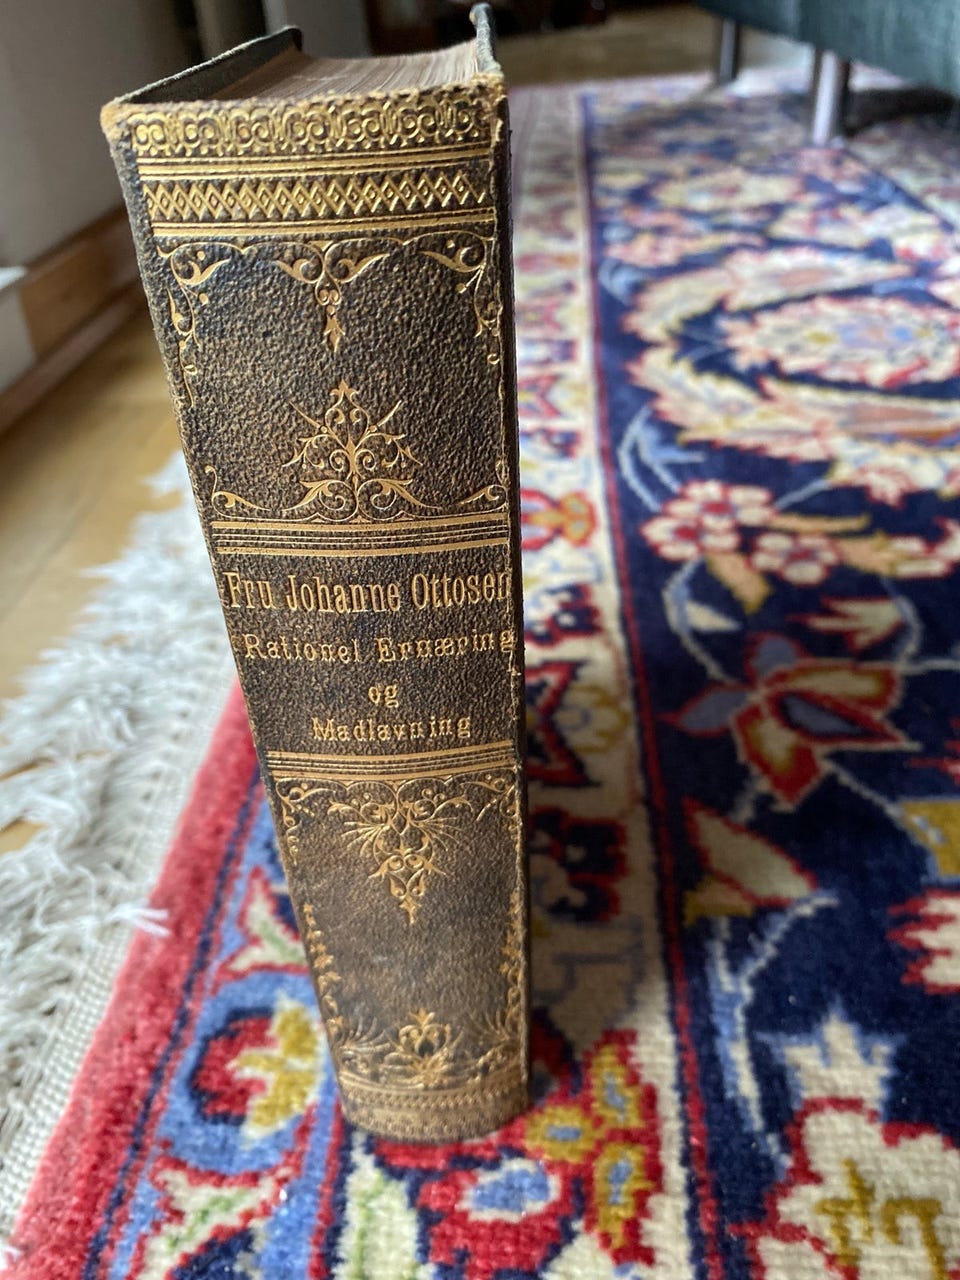 Fru Johanne Ottosen
Rationel Ernæring
og
Madlavning